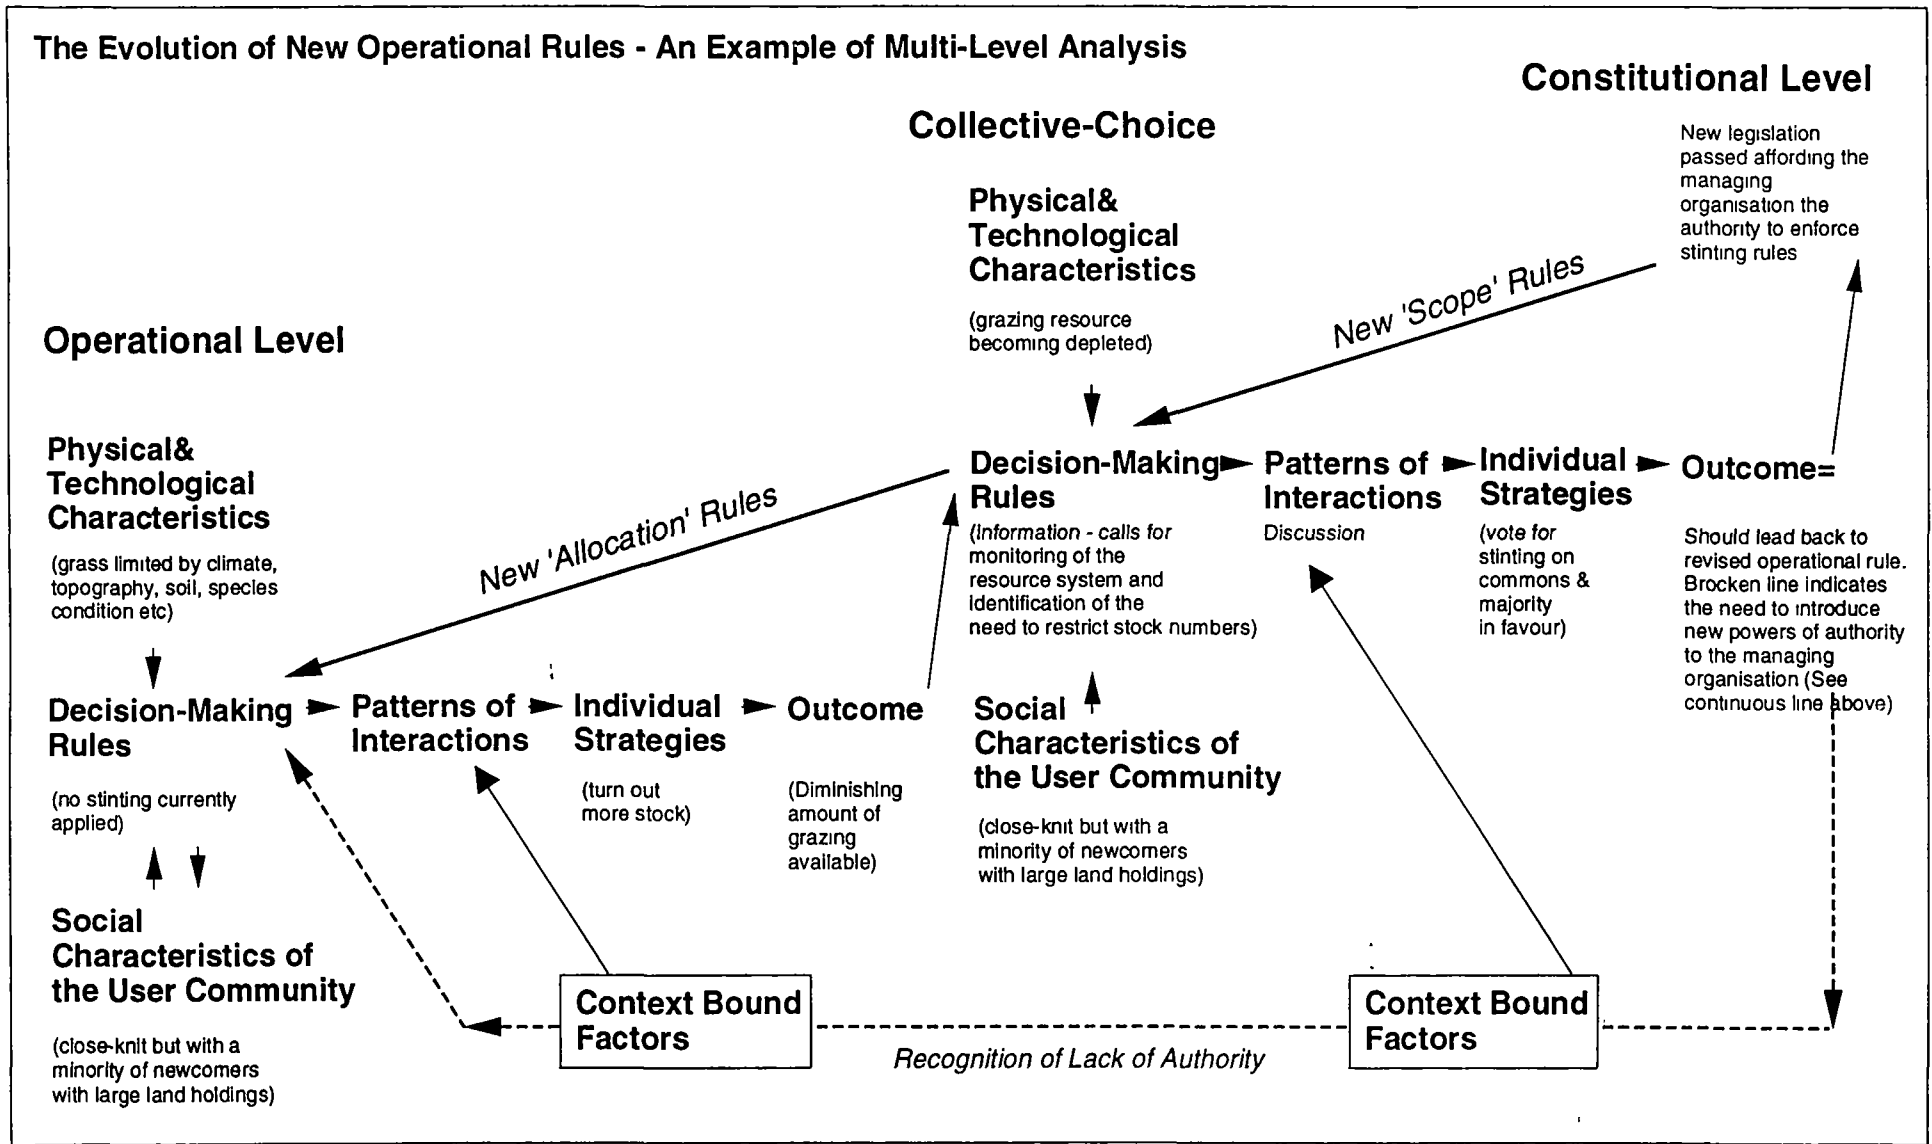 The Evolution of New Operational Rules - An Example of Multi-Level Analysis
Constitutional Level
New legislation
passed affording the
managing
organisation the
authority to enforce
stinting rules
Collective-Choice
Physical&
Technological
Characteristics
(grazing resource
becoming depleted)
New 'Scope' Rules
Operational Level
Physical&
Technological
Characteristics
(grass limited by climate,
topography, soil, species
condition etc)
New 'Allocation' Rules
Decision-Making
Rules
(Information - calls for
monitoring of the
resource system and
identification of the
need to restrict stock numbers)
Patterns of
Interactions
Discussion
Individual
Strategies
(vote for
stinting on
commons &
majority
in favour)
Outcome=
Should lead back to
revised operational rule.
Brocken line indicates
the need to introduce
new powers of authority
to the managing
organisation (See
continuous line above)
Decision-Making
Rules
(no stinting currently
applied)
Patterns of
Interactions
Individual
Strategies
(turn out
more stock)
Outcome
(Diminishing
amount of
grazing
available)
Social
Characteristics of
the User Community
(close-knit but with a
minority of newcomers
with large land holdings)
Social
Characteristics of
the User Community
(close-knit but with a
minority of newcomers
with large land holdings)
Context Bound
Factors
Recognition of Lack of Authority
Context Bound
Factors